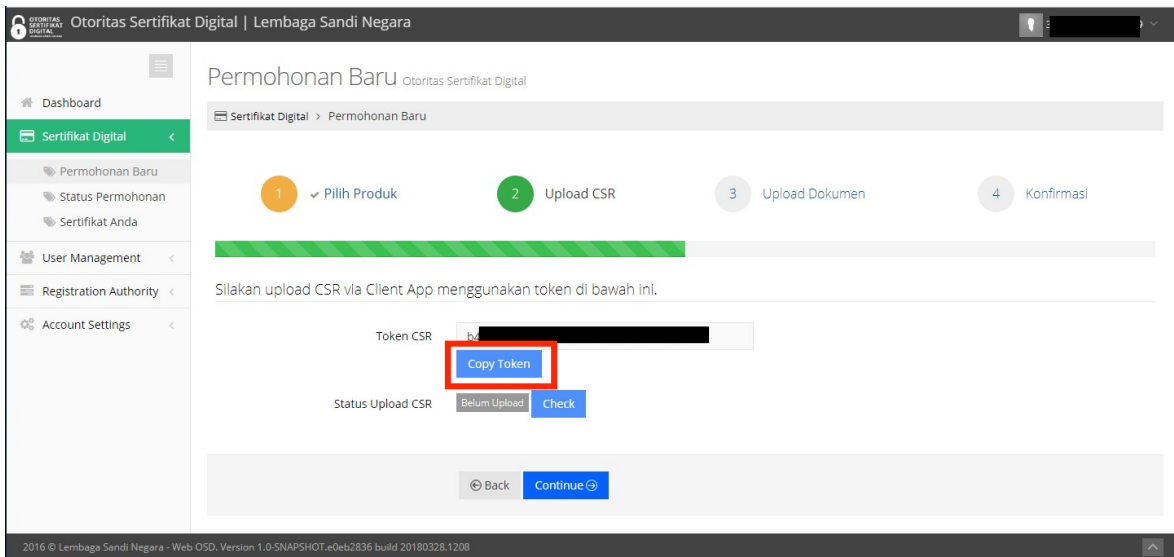 OTORITAS SERTIFIKAT DIGITAL Otoritas Sertifikat Digital | Lembaga Sandi Negara
Permohonan Baru Otoritas Sertifikat Digital
Dashboard
Sertifikat Digital > Permohonan Baru
Sertifikat Digital
Permohonan Baru
Status Permohonan
Sertifikat Anda
1 Pilih Produk 2 Upload CSR 3 Upload Dokumen 4 Konfirmasi
User Management
Registration Authority
Account Settings
Silakan upload CSR via Client App menggunakan token di bawah ini.
Token CSR
Copy Token
Status Upload CSR Belum Upload Check
Back Continue
2016 © Lembaga Sandi Negara - Web OSD. Version 1.0-SNAPSHOT.e0eb2836 build 20180328.1208